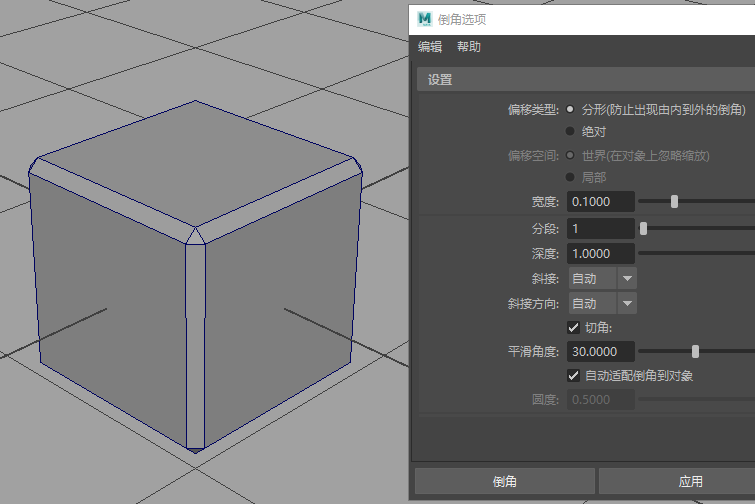 M 倒角选项
编辑 帮助
设置
偏移类型: 分形(防止出现由内到外的倒角)
绝对
偏移空间: 世界(在对象上忽略缩放)
局部
宽度: 0.1000
分段: 1
深度: 1.0000
斜接: 自动
斜接方向: 自动
切角:
平滑角度: 30.0000
自动适配倒角到对象
圆度: 0.5000
倒角 应用